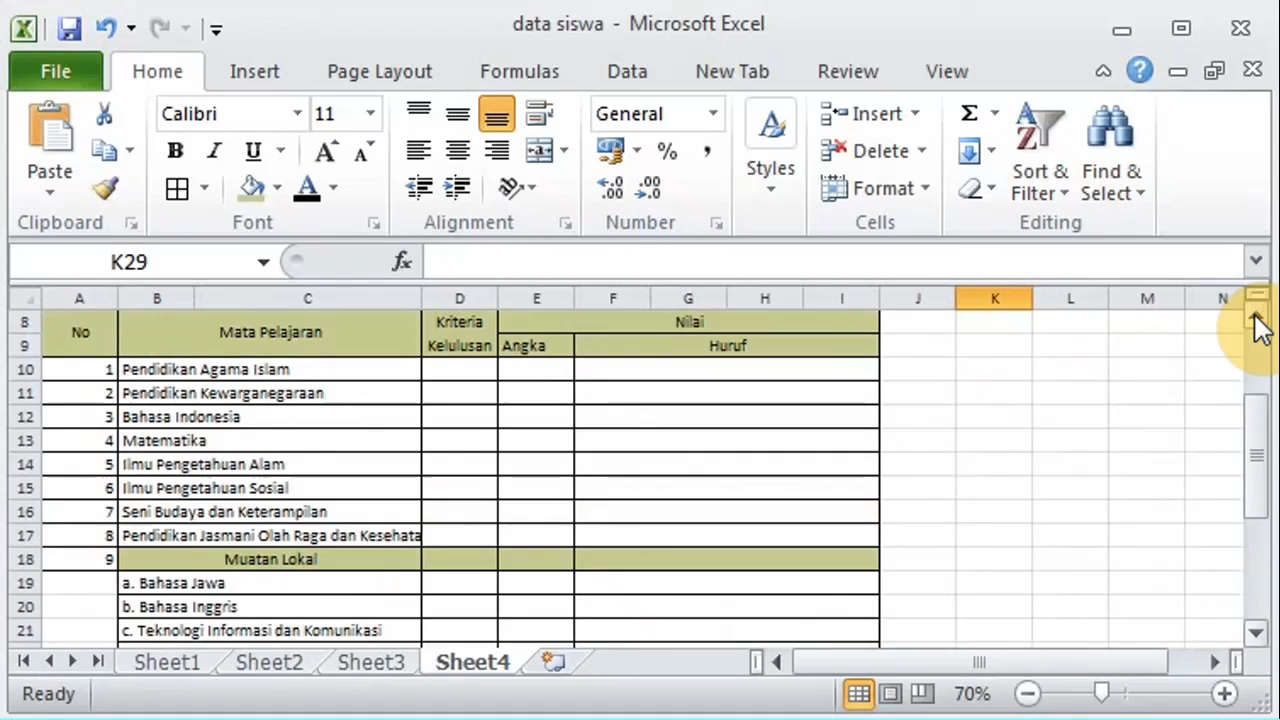 data siswa - Microsoft Excel
File Home Insert Page Layout Formulas Data New Tab Review View
Paste
Clipboard
Calibri 11
B I U A A
A
Font
Alignment
General
% ,
.0 .00
.00 .0
Number
Styles
Insert
Delete
Format
Cells
Σ
A
Z
Sort &
Filter
Find &
Select
Editing
K29
fx
A B C D E F G H I J K L M N
8 No Mata Pelajaran Kriteria Nilai
9 Kelulusan Angka Huruf
10 1 Pendidikan Agama Islam
11 2 Pendidikan Kewarganegaraan
12 3 Bahasa Indonesia
13 4 Matematika
14 5 Ilmu Pengetahuan Alam
15 6 Ilmu Pengetahuan Sosial
16 7 Seni Budaya dan Keterampilan
17 8 Pendidikan Jasmani Olah Raga dan Kesehata
18 9 Muatan Lokal
19 a. Bahasa Jawa
20 b. Bahasa Inggris
21 c. Teknologi Informasi dan Komunikasi
Sheet1 Sheet2 Sheet3 Sheet4
Ready 70%